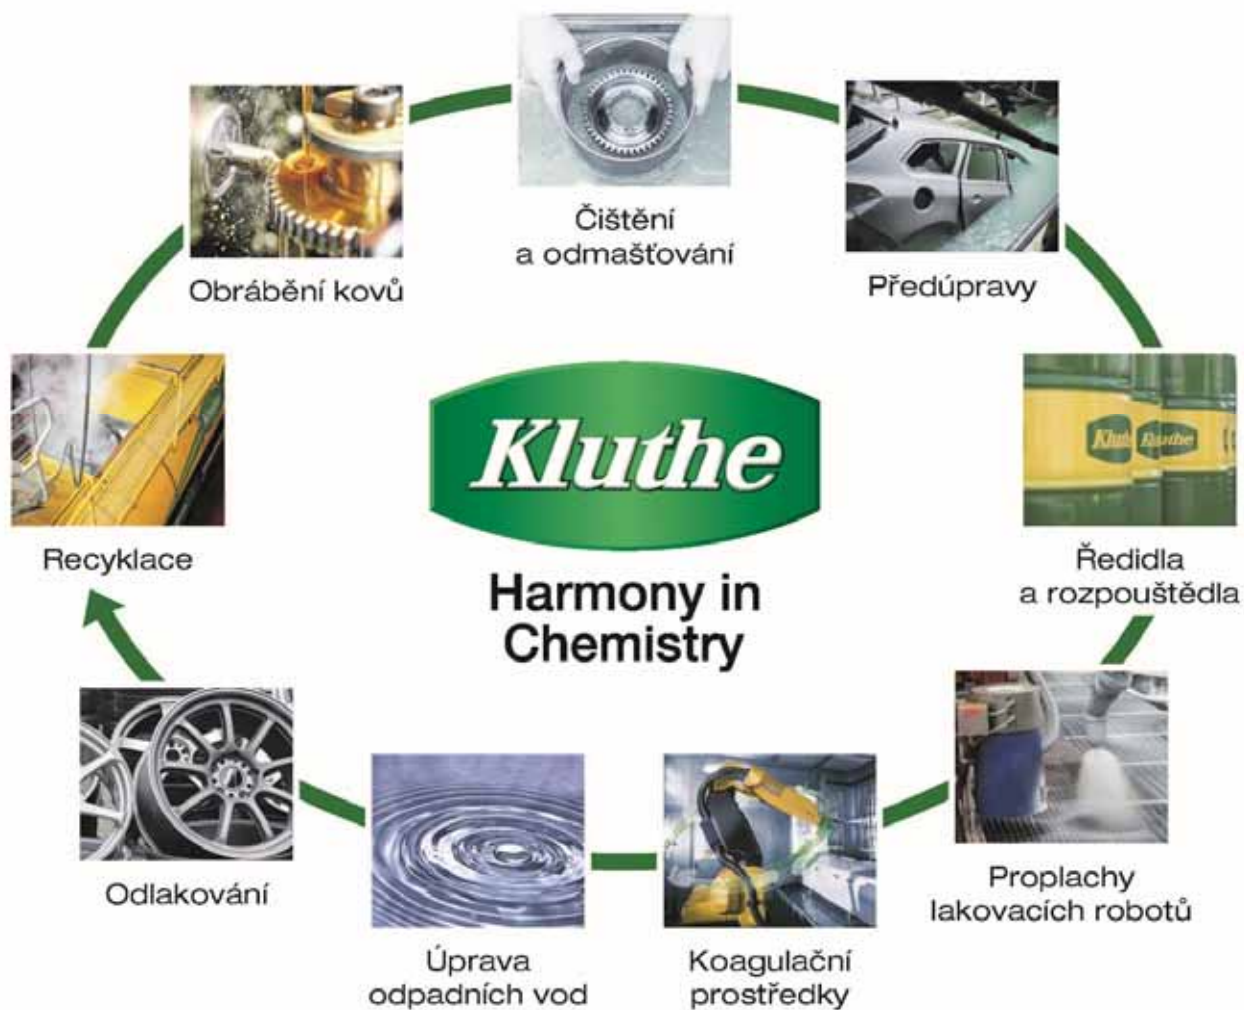 Čištění
a odmašťování
Obrábění kovů
Předúpravy
Recyklace
Kluthe
Harmony in
Chemistry
Kluthe
Ředidla
a rozpouštědla
Odlakování
Úprava
odpadních vod
Koagulační
prostředky
Proplachy
lakovacích robotů